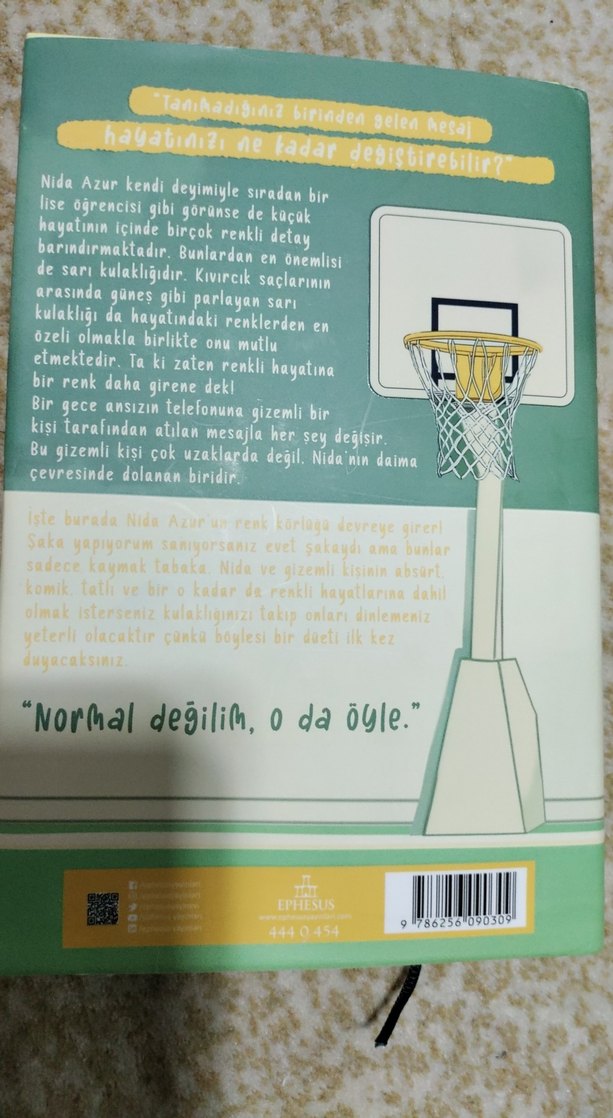 "Tanımadığınız birinden gelen mesaj
hayatınızı ne kadar değiştirebilir?"
Nida Azur kendi deyimiyle sıradan bir
lise öğrencisi gibi görünse de küçük
hayatının içinde birçok renkli detay
barındırmaktadır. Bunlardan en önemlisi
de sarı kulaklığıdır. Kıvırcık saçlarının
arasında güneş gibi parlayan sarı
kulaklığı da hayatındaki renklerden en
özeli olmakla birlikte onu mutlu
etmektedir. Ta ki zaten renkli hayatına
bir renk daha girene dek!
Bir gece ansızın telefonuna gizemli bir
kişi tarafından atılan mesajla her şey değişir.
Bu gizemli kişi çok uzaklarda değil, Nida'nın daima
çevresinde dolanan biridir.
İşte burada Nida Azur'un renk körlüğü devreye girer!
Şaka yapıyorum sanıyorsanız evet şakaydı ama bunlar
sadece kaymak tabaka. Nida ve gizemli kişinin absürt,
komik, tatlı ve bir o kadar da renkli hayatlarına dahil
olmak isterseniz kulaklığınızı takıp onları dinlemeniz
yeterli olacaktır çünkü böylesi bir düeti ilk kez
duyacaksınız.
"Normal değilim, o da öyle."
EPHESUS
www.ephesusyayinlari.com
444 0 454
9 786256 090309